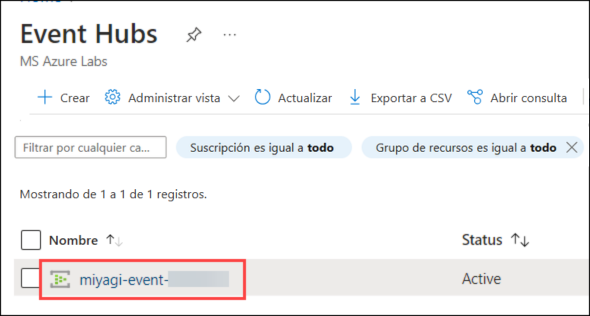 Event Hubs
MS Azure Labs
Crear Administrar vista Actualizar Exportar a CSV Abrir consulta
Filtrar por cualquier ca... Suscripción es igual a todo Grupo de recursos es igual a todo
Mostrando de 1 a 1 de 1 registros.
Nombre Status
miyagi-event- Active